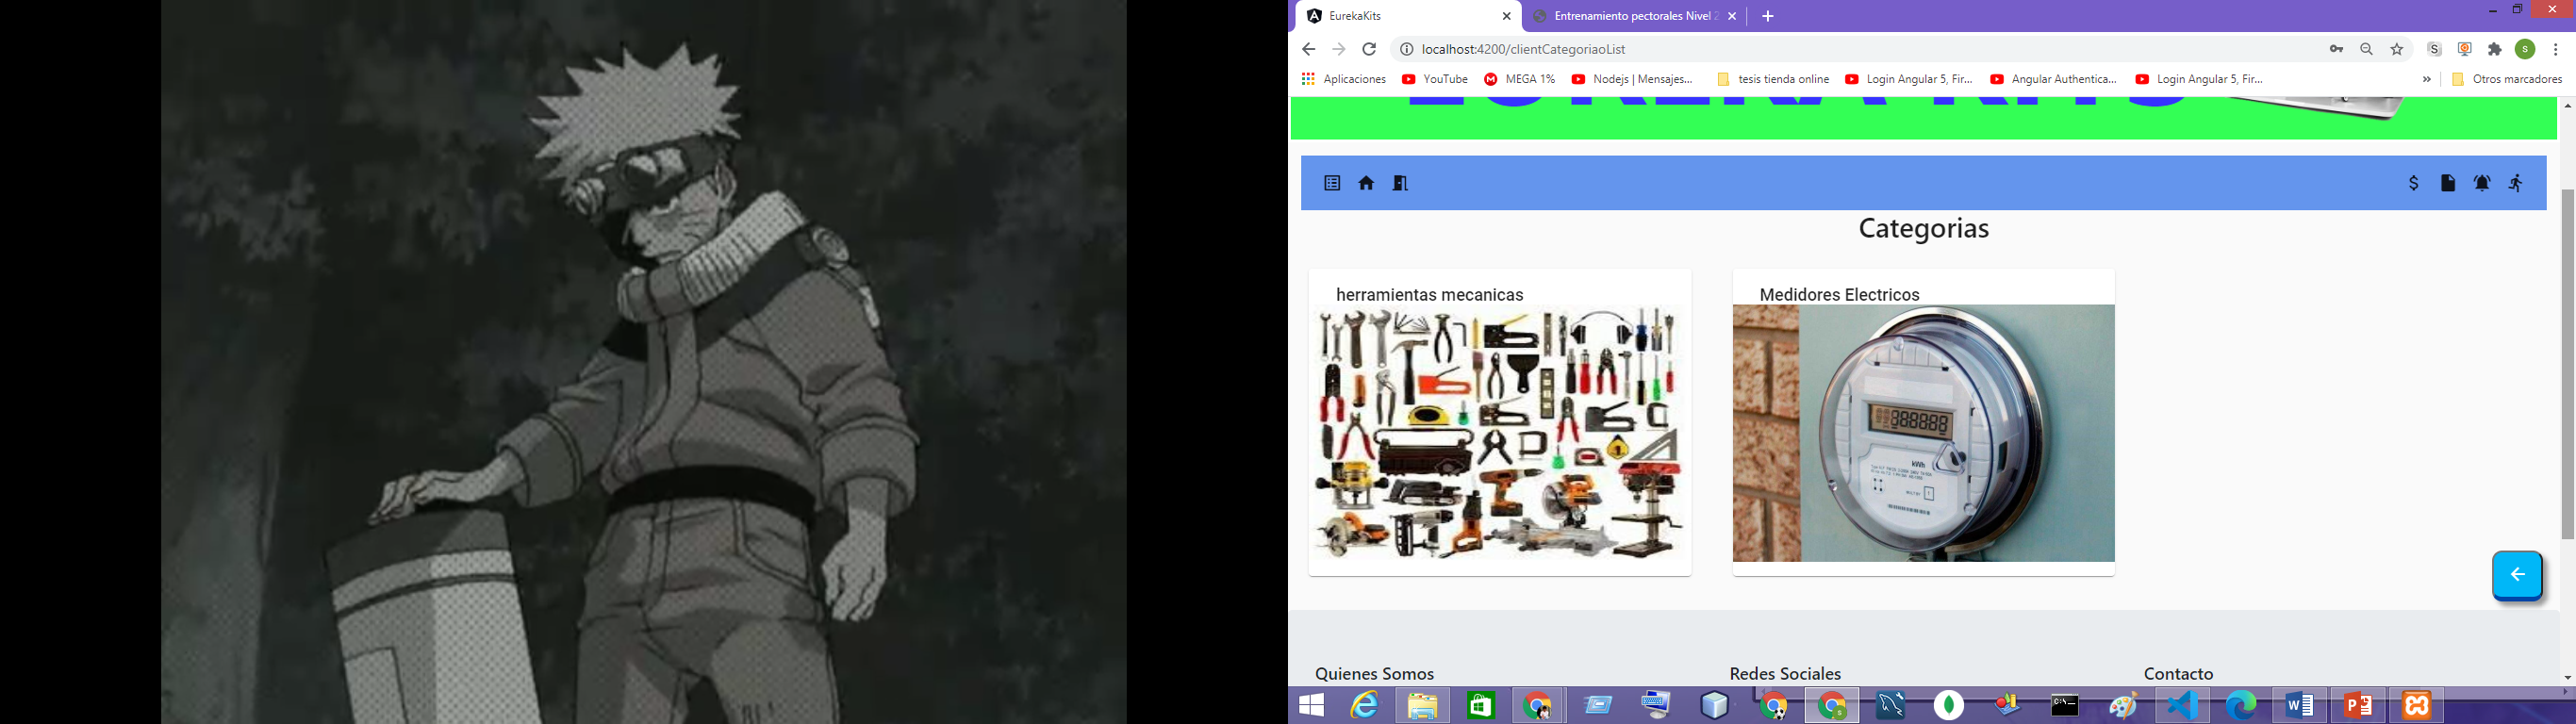 EurekaKits
Entrenamiento pectorales Nivel 2
localhost:4200/clientCategoriaoList
Aplicaciones
YouTube
MEGA 1%
Nodejs | Mensajes...
tesis tienda online
Login Angular 5, Fir...
Angular Authentica...
Login Angular 5, Fir...
Otros marcadores
Categorias
herramientas mecanicas
Medidores Electricos
kWh
Quienes Somos
Redes Sociales
Contacto